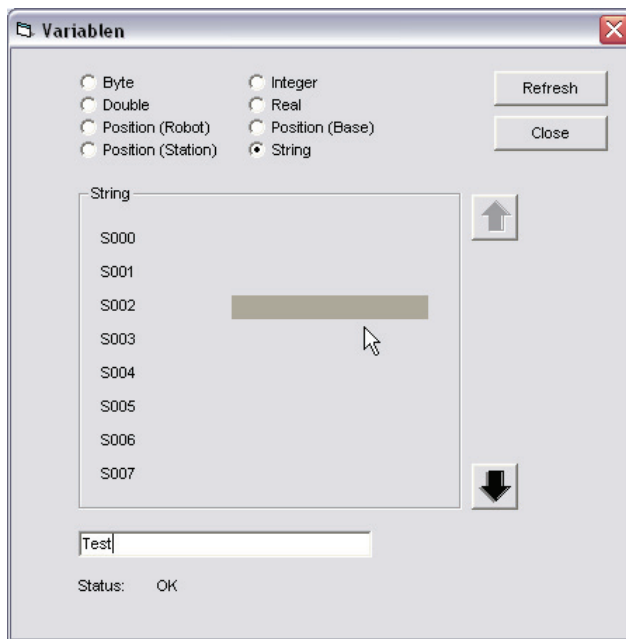 Variablen
Byte Integer Refresh
Double Real
Position (Robot) Position (Base) Close
Position (Station) String
String
S000
S001
S002
S003
S004
S005
S006
S007
Test
Status: OK